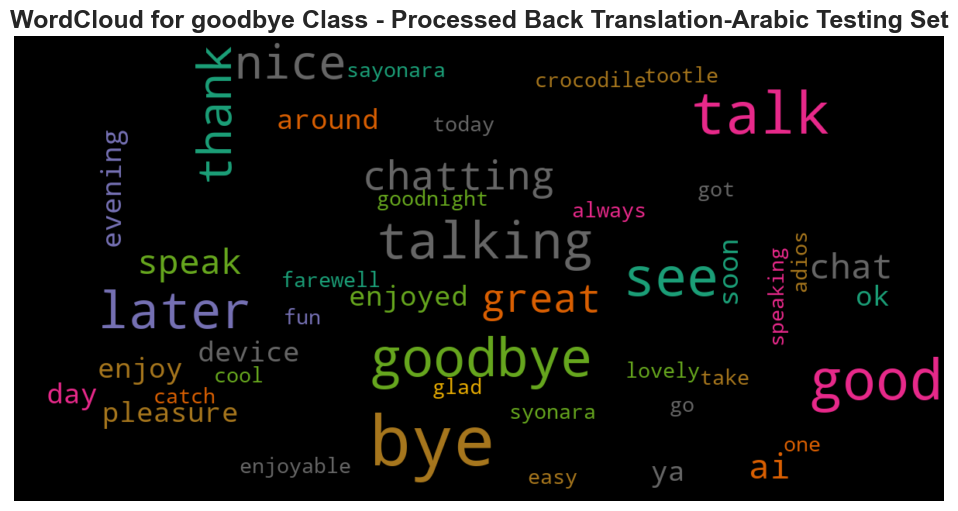 WordCloud for goodbye Class - Processed Back Translation-Arabic Testing Set
thank
nice
sayonara
crocodile
tootle
talk
around
today
evening
chatting
goodnight
got
always
talking
speak
see
soon
speaking
adios
chat
farewell
enjoyed
great
ok
later
fun
device
goodbye
enjoy
cool
glad
lovely
take
good
day
catch
pleasure
syonara
go
bye
one
enjoyable
easy
ya
ai